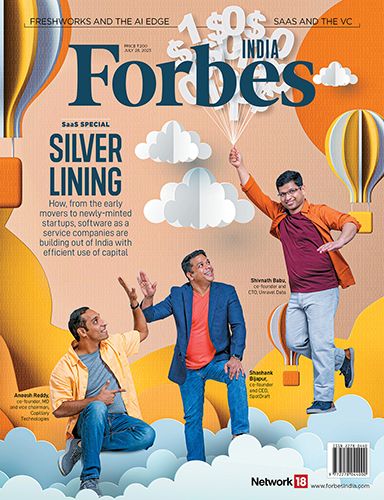 FRESHWORKS AND THE AI EDGE
SAAS AND THE VC
PRICE ₹200
JULY 28, 2023
INDIA
Forbes
SaaS SPECIAL
SILVER
LINING
How, from the early
movers to newly-minted
startups, software as a
service companies are
building out of India with
efficient use of capital
Shivnath Babu,
co-founder and
CTO, Unravel Data
Shashank
Bijapur,
co-founder
and CEO,
SpotDraft
Aneesh Reddy,
co-founder, MD
and vice chairman,
Capillary
Technologies
Network 18
www.forbesindia.com